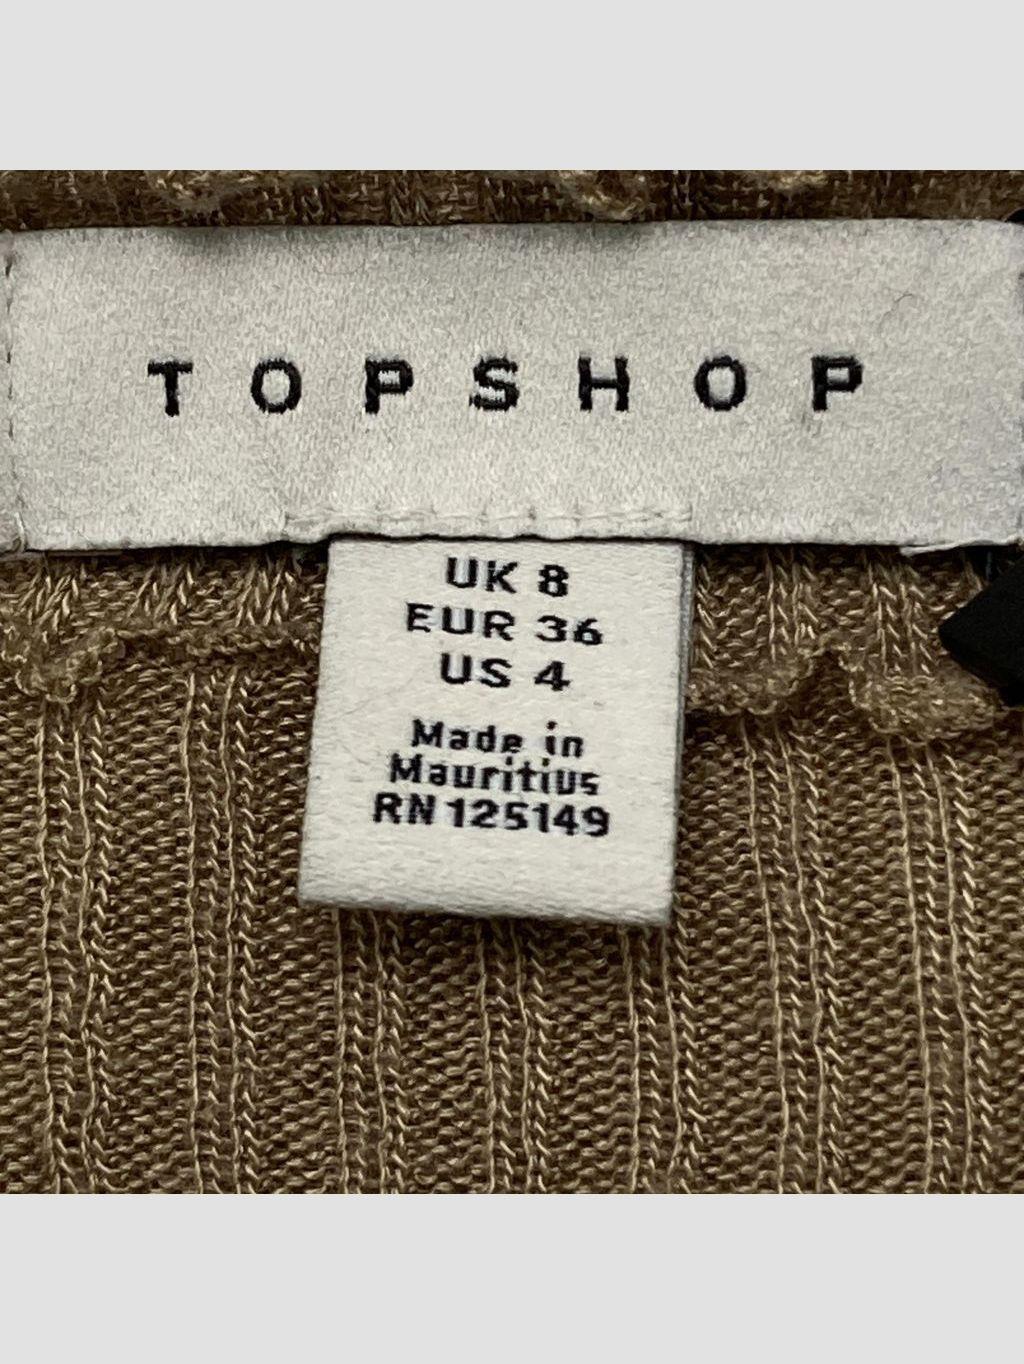 TOPSHOP
UK 8
EUR 36
US 4
Made in
Mauritius
RN 125149